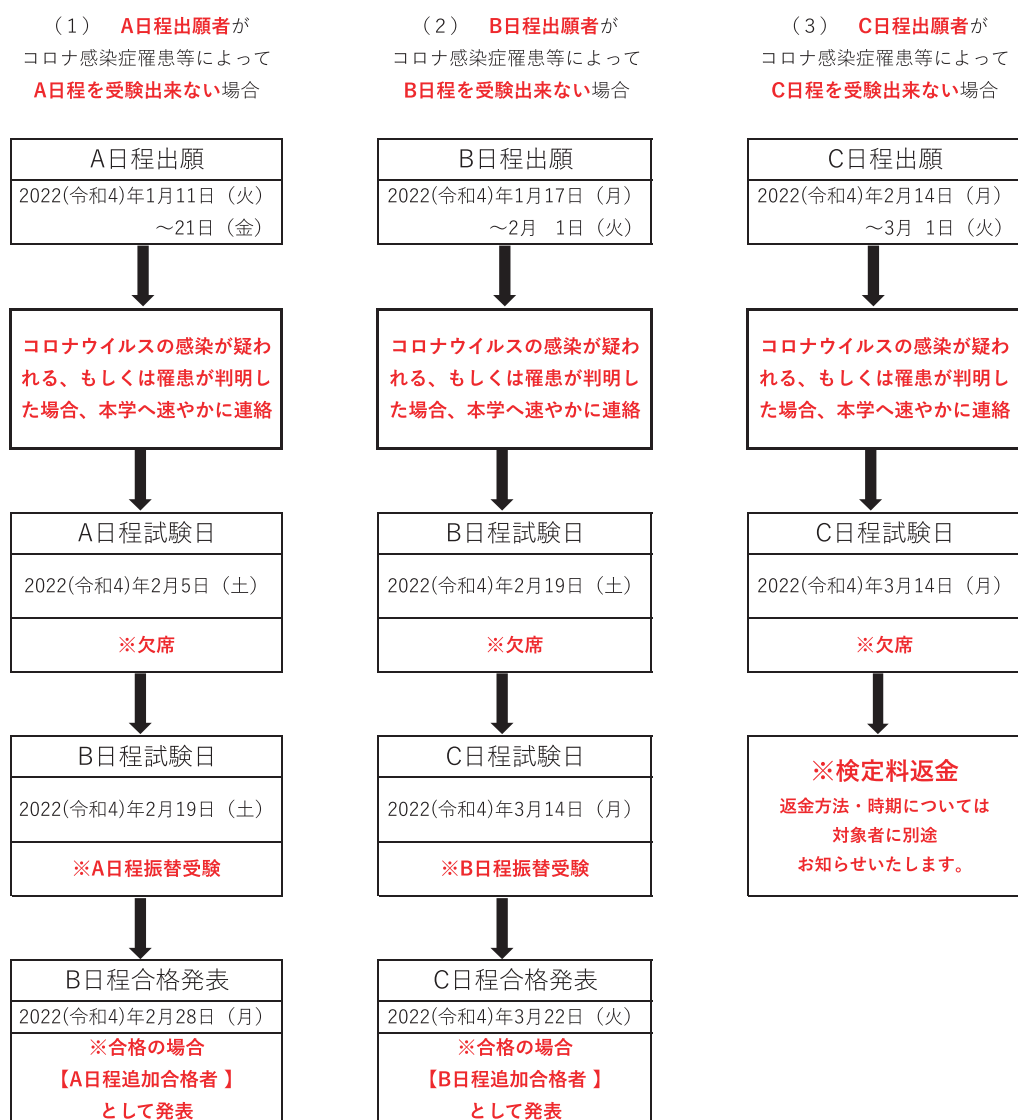 （１）　A日程出願者が
コロナ感染症罹患等によって
A日程を受験出来ない場合
A日程出願
2022(令和4)年1月11日（火）
～21日（金）
コロナウイルスの感染が疑わ
れる、もしくは罹患が判明し
た場合、本学へ速やかに連絡
A日程試験日
2022(令和4)年2月5日（土）
※欠席
B日程試験日
2022(令和4)年2月19日（土）
※A日程振替受験
B日程合格発表
2022(令和4)年2月28日（月）
※合格の場合
【A日程追加合格者 】
として発表
（２）　B日程出願者が
コロナ感染症罹患等によって
B日程を受験出来ない場合
B日程出願
2022(令和4)年1月17日（月）
～2月　1日（火）
コロナウイルスの感染が疑わ
れる、もしくは罹患が判明し
た場合、本学へ速やかに連絡
B日程試験日
2022(令和4)年2月19日（土）
※欠席
C日程試験日
2022(令和4)年3月14日（月）
※B日程振替受験
C日程合格発表
2022(令和4)年3月22日（火）
※合格の場合
【B日程追加合格者 】
として発表
（３）　C日程出願者が
コロナ感染症罹患等によって
C日程を受験出来ない場合
C日程出願
2022(令和4)年2月14日（月）
～3月　1日（火）
コロナウイルスの感染が疑わ
れる、もしくは罹患が判明し
た場合、本学へ速やかに連絡
C日程試験日
2022(令和4)年3月14日（月）
※欠席
※検定料返金
返金方法・時期については
対象者に別途
お知らせいたします。